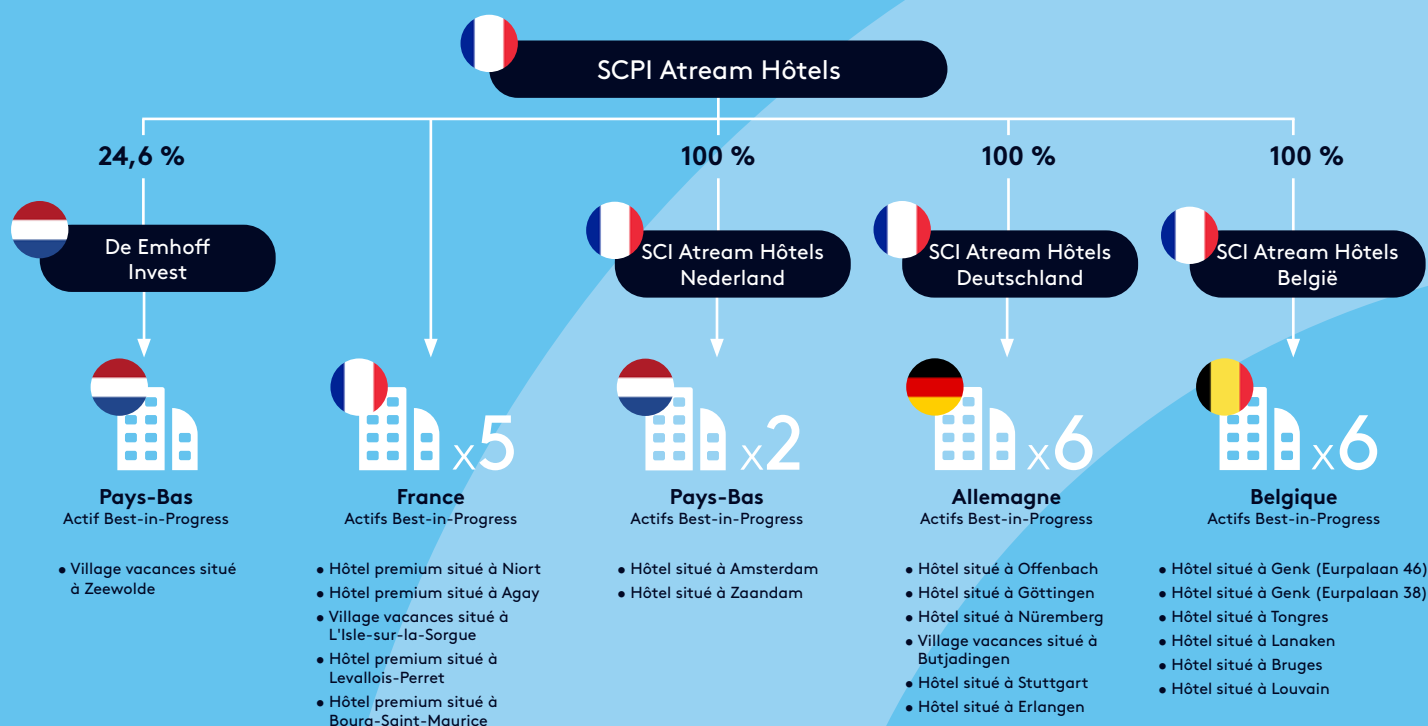 SCPI Atream Hôtels
24,6 %
De Emhoff
Invest
Pays-Bas
Actif Best-in-Progress
• Village vacances situé
à Zeewolde
x5
France
Actifs Best-in-Progress
• Hôtel premium situé à Niort
• Hôtel premium situé à Agay
• Village vacances situé à
L'Isle-sur-la-Sorgue
• Hôtel premium situé à
Levallois-Perret
• Hôtel premium situé à
Bourg-Saint-Maurice
100 %
SCI Atream Hôtels
Nederland
x2
Pays-Bas
Actifs Best-in-Progress
• Hôtel situé à Amsterdam
• Hôtel situé à Zaandam
100 %
SCI Atream Hôtels
Deutschland
x6
Allemagne
Actifs Best-in-Progress
• Hôtel situé à Offenbach
• Hôtel situé à Göttingen
• Hôtel situé à Nüremberg
• Village vacances situé à
Butjadingen
• Hôtel situé à Stuttgart
• Hôtel situé à Erlangen
100 %
SCI Atream Hôtels
België
x6
Belgique
Actifs Best-in-Progress
• Hôtel situé à Genk (Eurpalaan 46)
• Hôtel situé à Genk (Eurpalaan 38)
• Hôtel situé à Tongres
• Hôtel situé à Lanaken
• Hôtel situé à Bruges
• Hôtel situé à Louvain